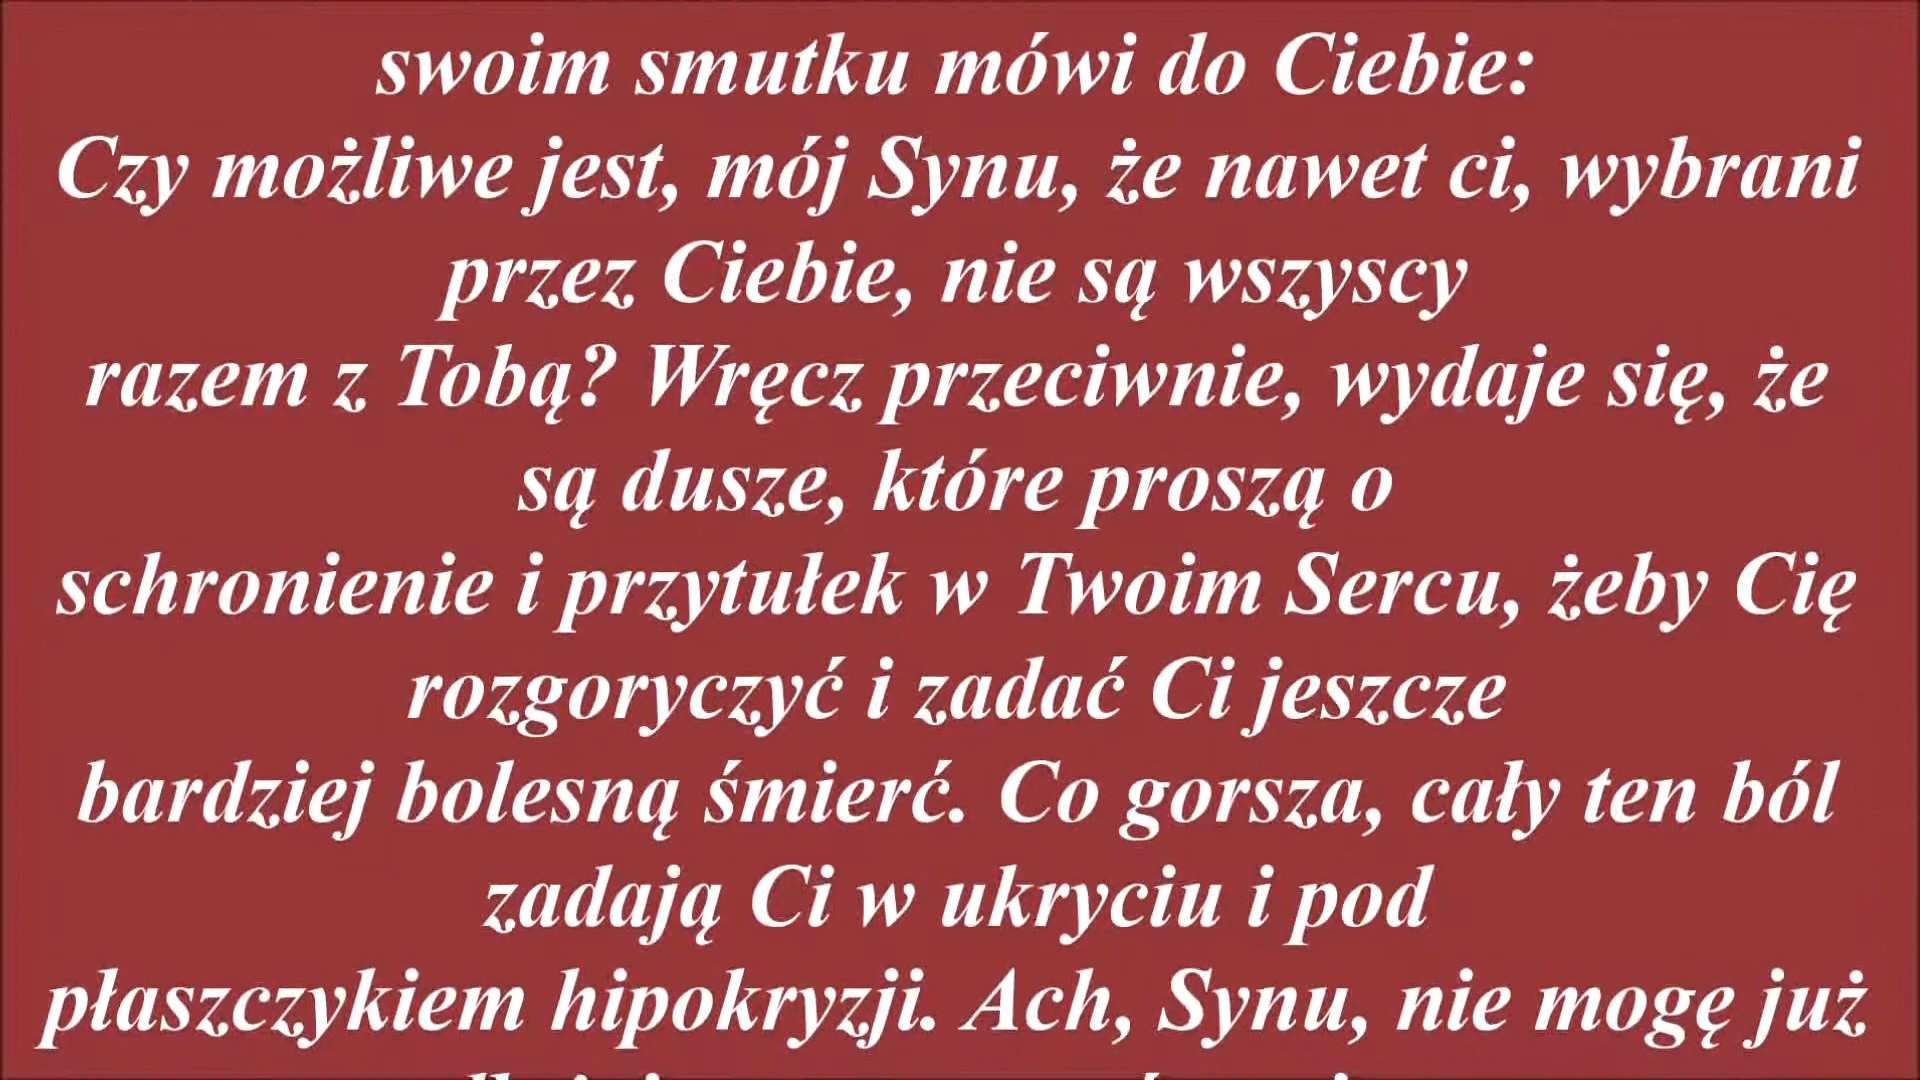 swoim smutku mówi do Ciebie:
Czy możliwe jest, mój Synu, że nawet ci, wybrani
przez Ciebie, nie są wszyscy
razem z Tobą? Wręcz przeciwnie, wydaje się, że
są dusze, które proszą o
schronienie i przytułek w Twoim Sercu, żeby Cię
rozgoryczyć i zadać Ci jeszcze
bardziej bolesną śmierć. Co gorsza, cały ten ból
zadają Ci w ukryciu i pod
płaszczykiem hipokryzji. Ach, Synu, nie mogę już